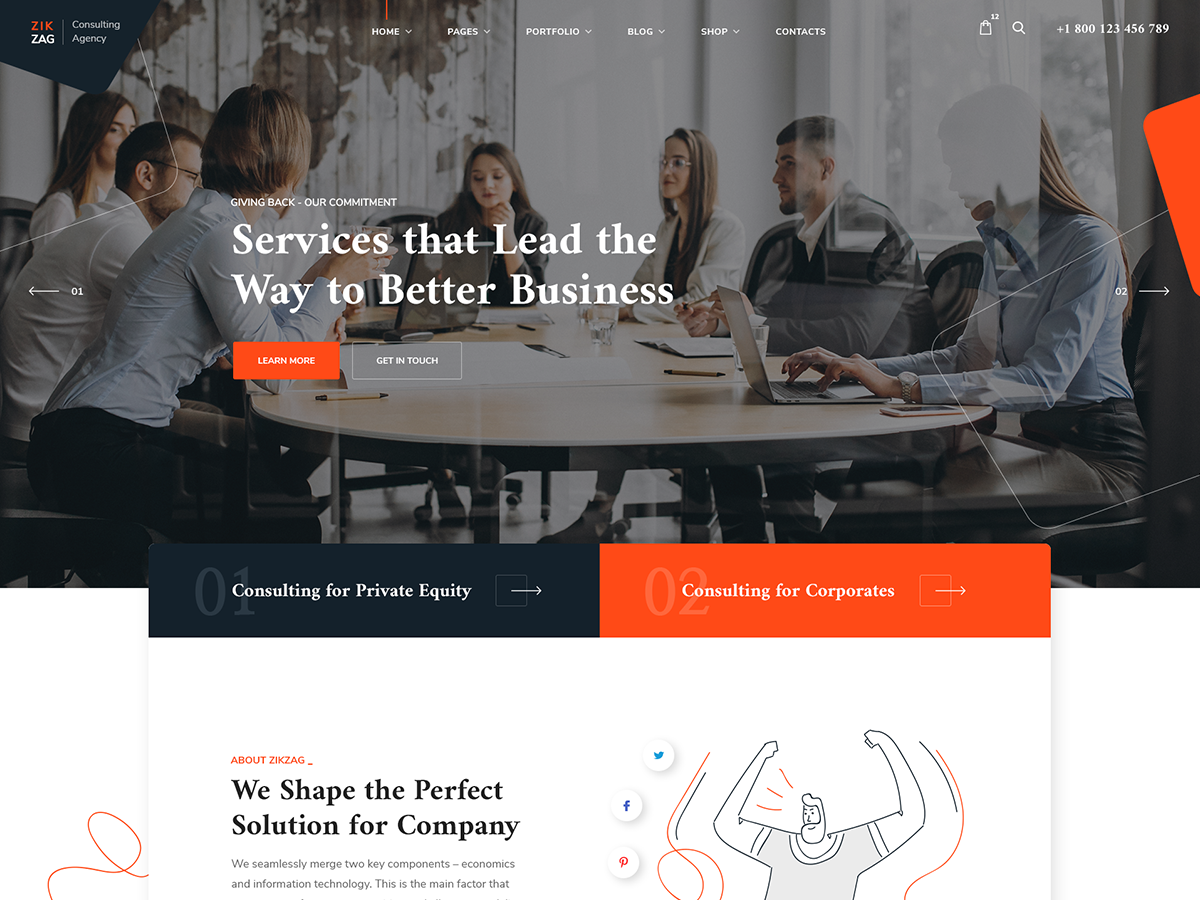 ZIK
ZAG
Consulting
Agency
HOME
PAGES
PORTFOLIO
BLOG
SHOP
CONTACTS
12
+1 800 123 456 789
GIVING BACK - OUR COMMITMENT
Services that Lead the
Way to Better Business
01
02
LEARN MORE
GET IN TOUCH
01
Consulting for Private Equity
02
Consulting for Corporates
ABOUT ZIKZAG _
We Shape the Perfect
Solution for Company
We seamlessly merge two key components – economics
and information technology. This is the main factor that